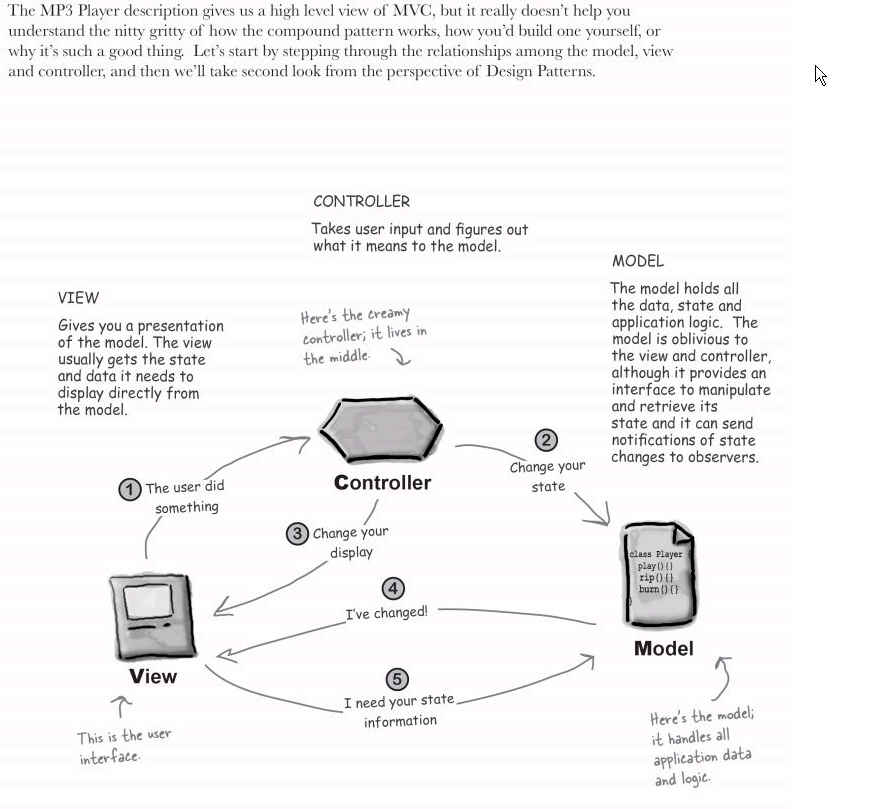 The MP3 Player description gives us a high level view of MVC, but it really doesn't help you
understand the nitty gritty of how the compound pattern works, how you'd build one yourself, or
why it's such a good thing.  Let's start by stepping through the relationships among the model, view
and controller, and then we'll take second look from the perspective of Design Patterns.
CONTROLLER
Takes user input and figures out
what it means to the model.
MODEL
The model holds all
the data, state and
application logic.  The
model is oblivious to
the view and controller,
although it provides an
interface to manipulate
and retrieve its
state and it can send
notifications of state
changes to observers.
VIEW
Gives you a presentation
of the model. The view
usually gets the state
and data it needs to
display directly from
the model.
Here's the creamy
controller; it lives in
the middle.
Controller
1 The user did
something
2
Change your
state
3 Change your
display
4
I've changed!
5
I need your state
information
class Player {
play(){}
rip(){}
burn(){}
}
View
Model
This is the user
interface.
Here's the model;
it handles all
application data
and logic.